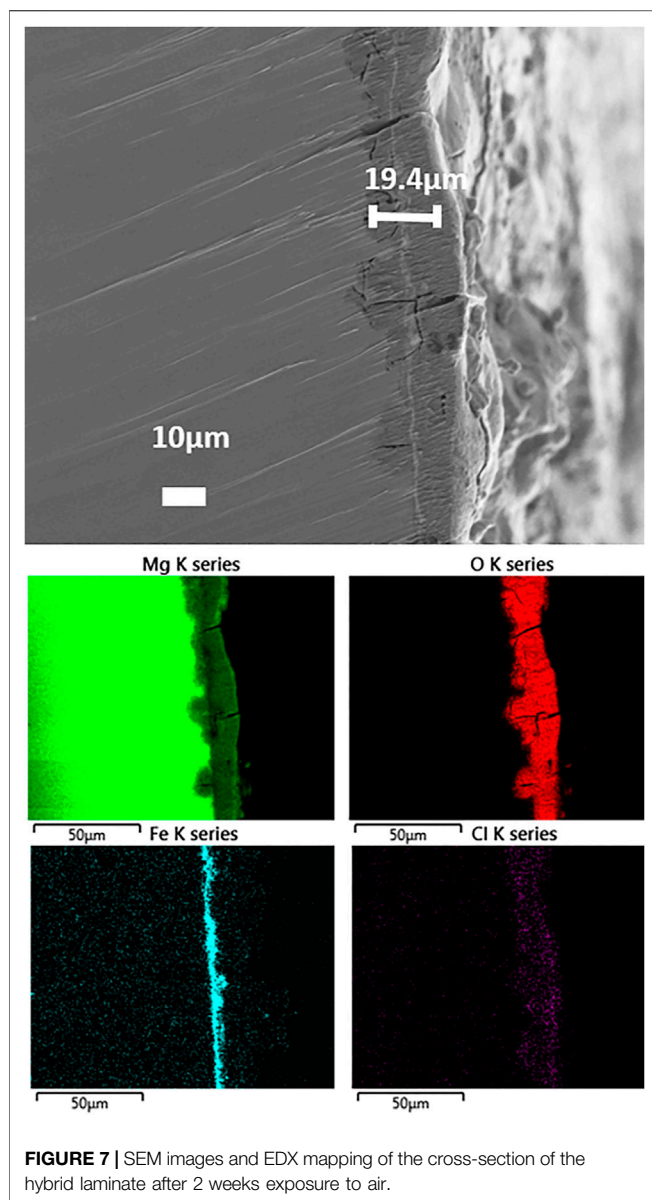 19.4µm
10µm
Mg K series
O K series
50µm
50µm
Fe K series
Cl K series
50µm
50µm
FIGURE 7 | SEM images and EDX mapping of the cross-section of the
hybrid laminate after 2 weeks exposure to air.